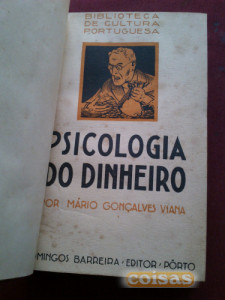 BIBLIOTECA
DE CULTURA
PORTUGUESA
PSICOLOGIA
DO DINHEIRO
POR MÁRIO GONÇALVES VIANA
MINGOS BARREIRA - EDITOR - PÔRTO
coisas